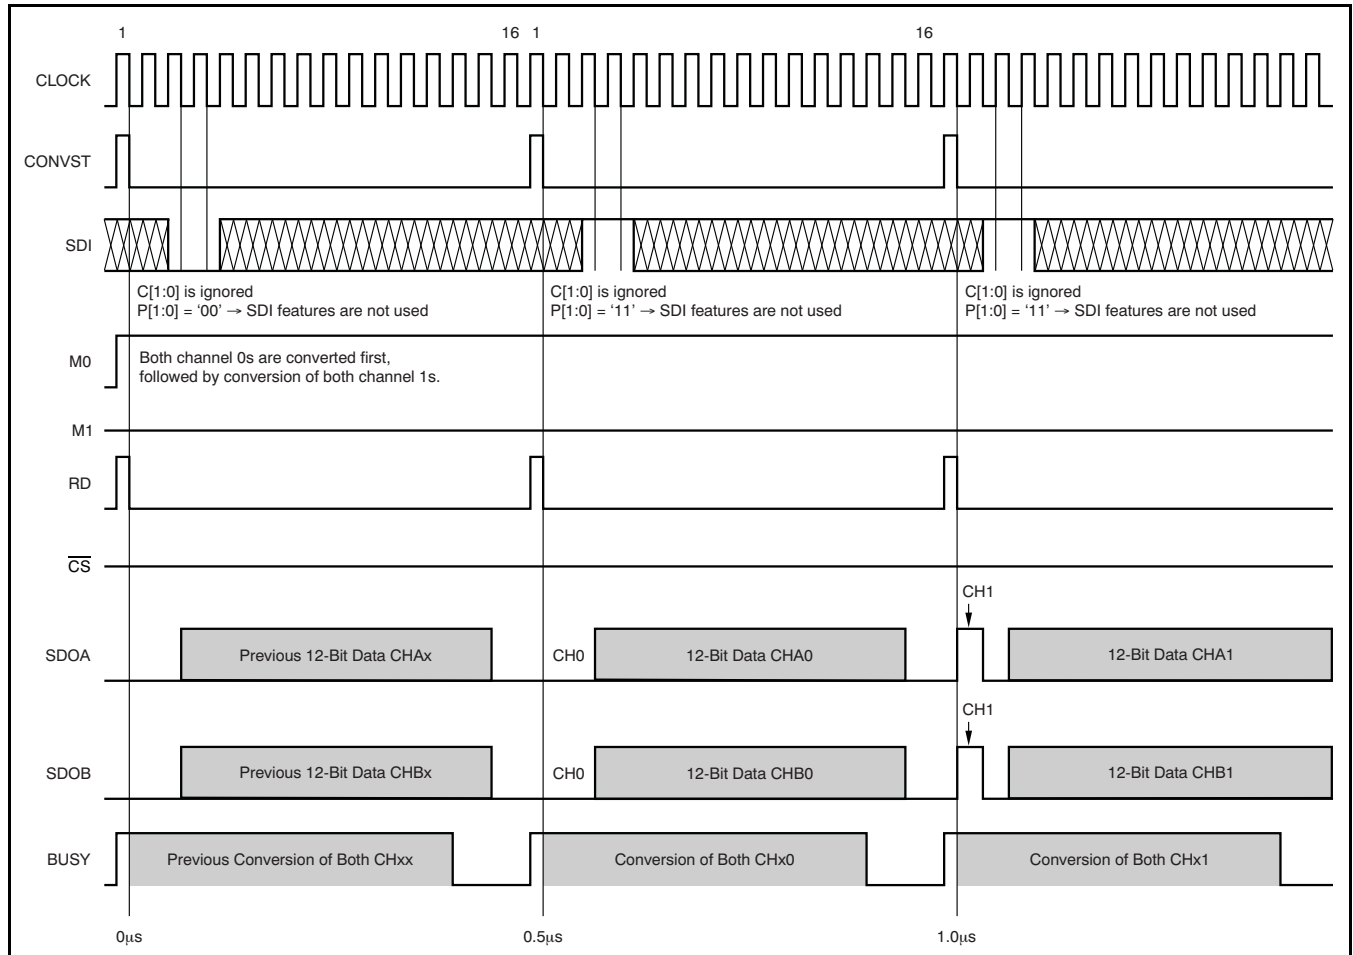 1 16 1 16
CLOCK
CONVST
SDI
C[1:0] is ignored
P[1:0] = ‘00’ → SDI features are not used
C[1:0] is ignored
P[1:0] = ‘11’ → SDI features are not used
C[1:0] is ignored
P[1:0] = ‘11’ → SDI features are not used
M0
Both channel 0s are converted first,
followed by conversion of both channel 1s.
M1
RD
CS
CH1
SDOA Previous 12-Bit Data CHAx CH0 12-Bit Data CHA0 12-Bit Data CHA1
CH1
SDOB Previous 12-Bit Data CHBx CH0 12-Bit Data CHB0 12-Bit Data CHB1
BUSY Previous Conversion of Both CHxx Conversion of Both CHx0 Conversion of Both CHx1
0μs 0.5μs 1.0μs